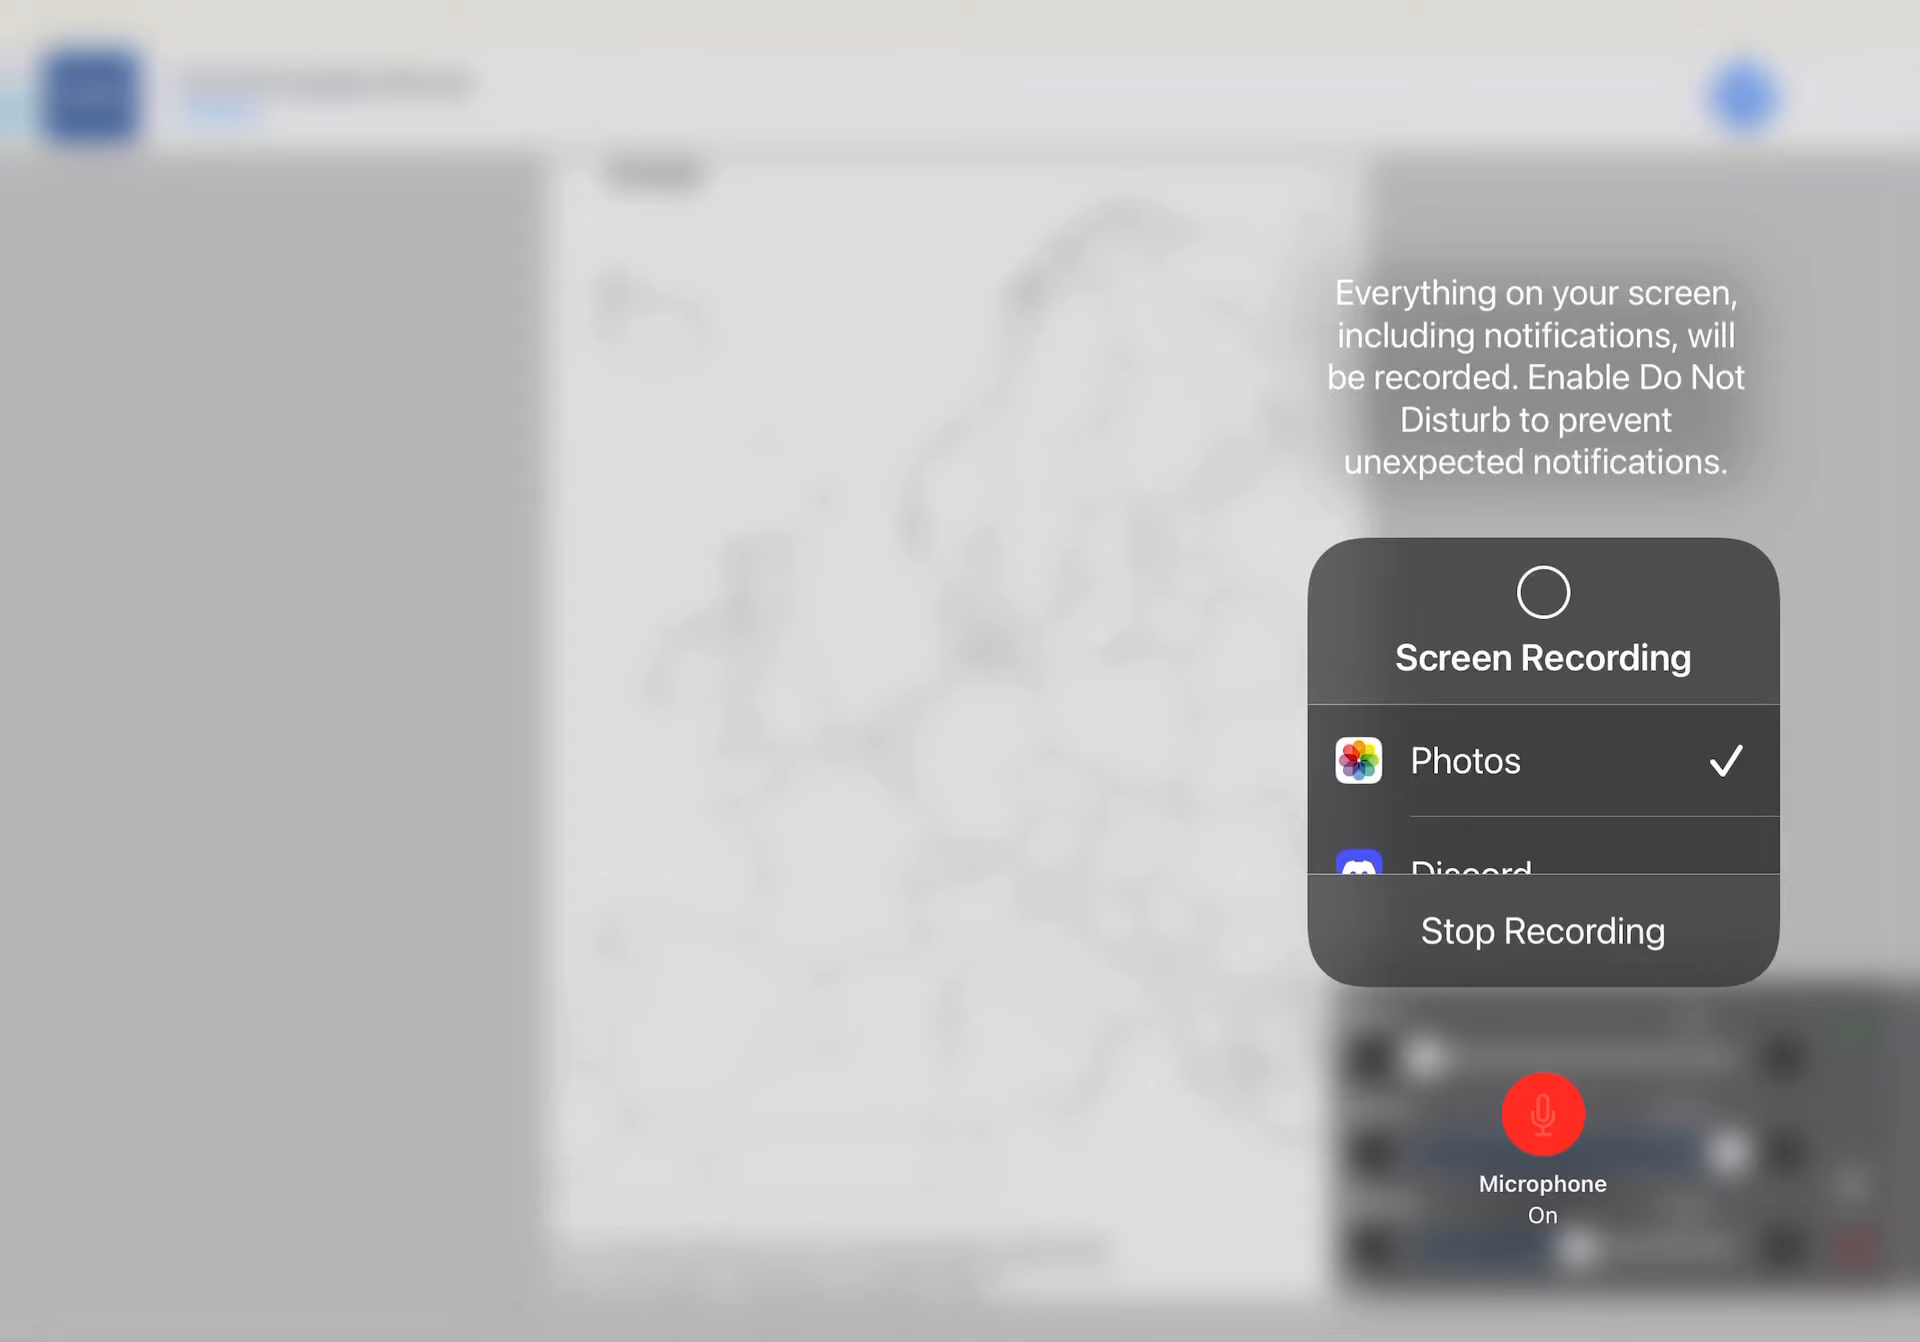 Everything on your screen,
including notifications, will
be recorded. Enable Do Not
Disturb to prevent
unexpected notifications.
Screen Recording
Photos
Discord
Stop Recording
Microphone
On